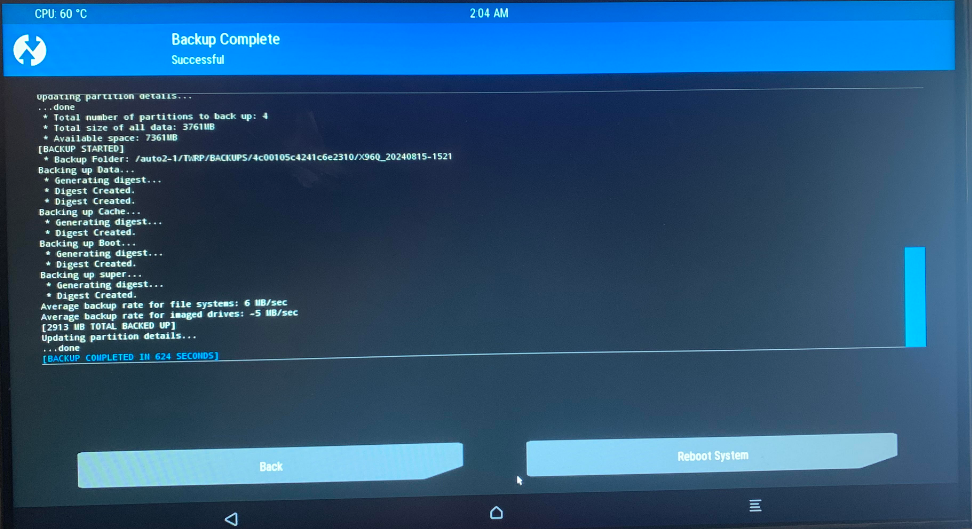 CPU: 60 °C
2:04 AM
Backup Complete
Successful
Updating partition details...
...done
* Total number of partitions to back up: 4
* Total size of all data: 3761MB
* Available space: 7361MB
[BACKUP STARTED]
* Backup Folder: /auto2-1/TWRP/BACKUPS/4c00105c4241c6e2310/X96Q_20240815-1521
Backing up Data...
* Generating digest...
* Digest Created.
* Digest Created.
Backing up Cache...
* Generating digest...
* Digest Created.
Backing up Boot...
* Generating digest...
* Digest Created.
Backing up super...
* Generating digest...
* Digest Created.
Average backup rate for file systems: 6 MB/sec
Average backup rate for imaged drives: -5 MB/sec
[2913 MB TOTAL BACKED UP]
Updating partition details...
...done
[BACKUP COMPLETED IN 624 SECONDS]
Back
Reboot System